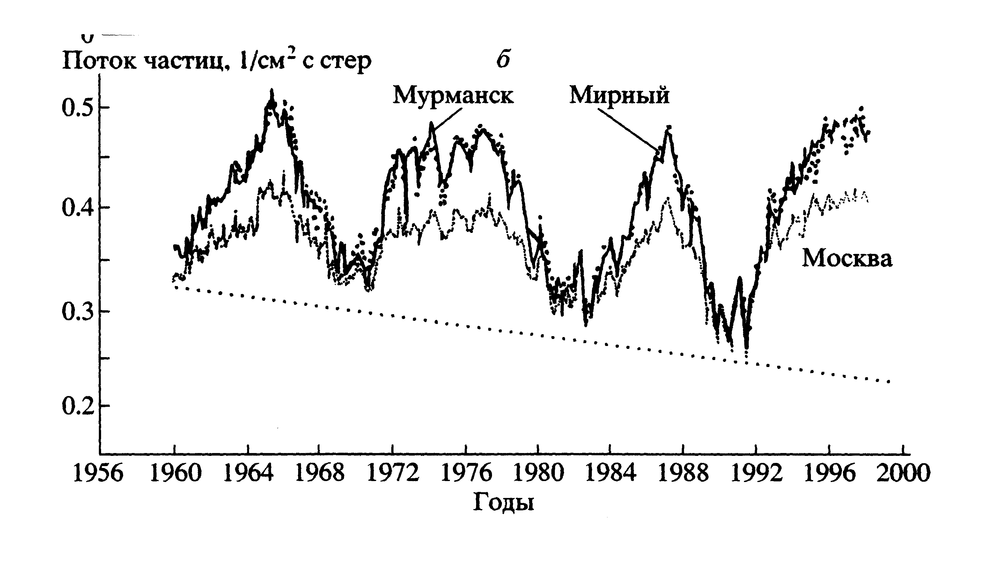 Поток частиц, 1/см² с стер
б
Мурманск
Мирный
0.5
0.4
Москва
0.3
0.2
1956 1960 1964 1968 1972 1976 1980 1984 1988 1992 1996 2000
Годы